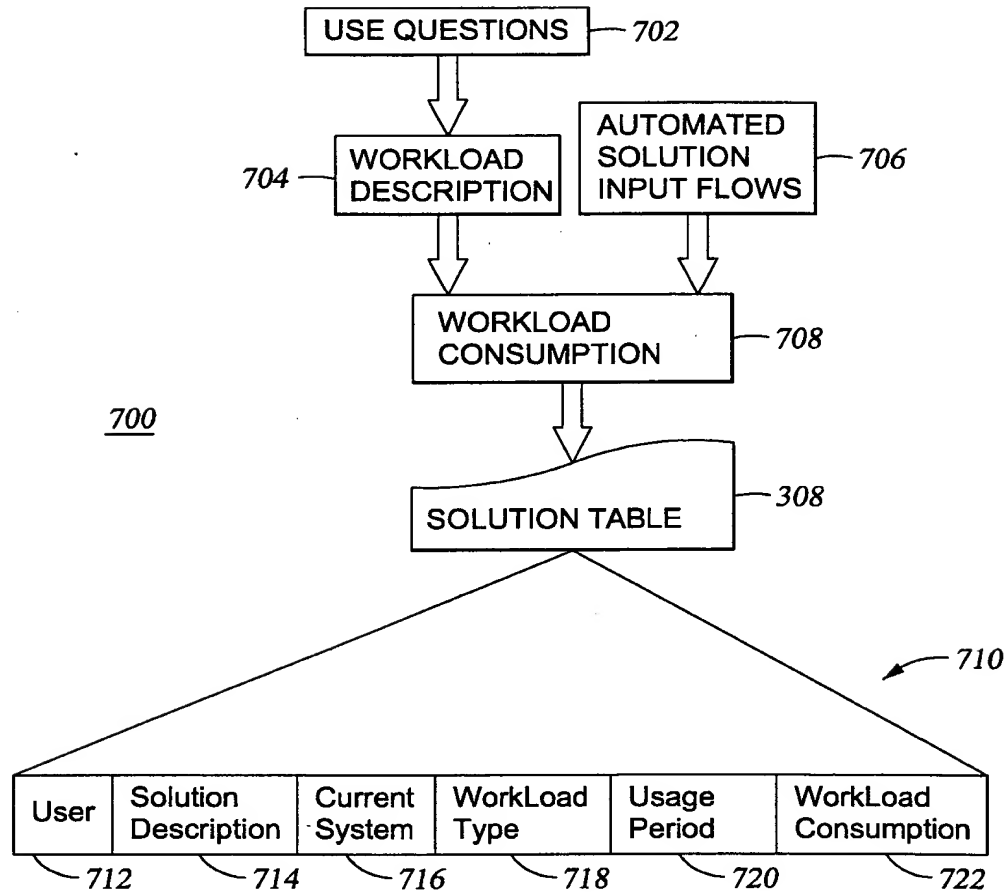 USE QUESTIONS
702
WORKLOAD
DESCRIPTION
704
AUTOMATED
SOLUTION
INPUT FLOWS
706
WORKLOAD
CONSUMPTION
708
700
SOLUTION TABLE
308
710
User
Solution
Description
Current
System
WorkLoad
Type
Usage
Period
WorkLoad
Consumption
712
714
716
718
720
722